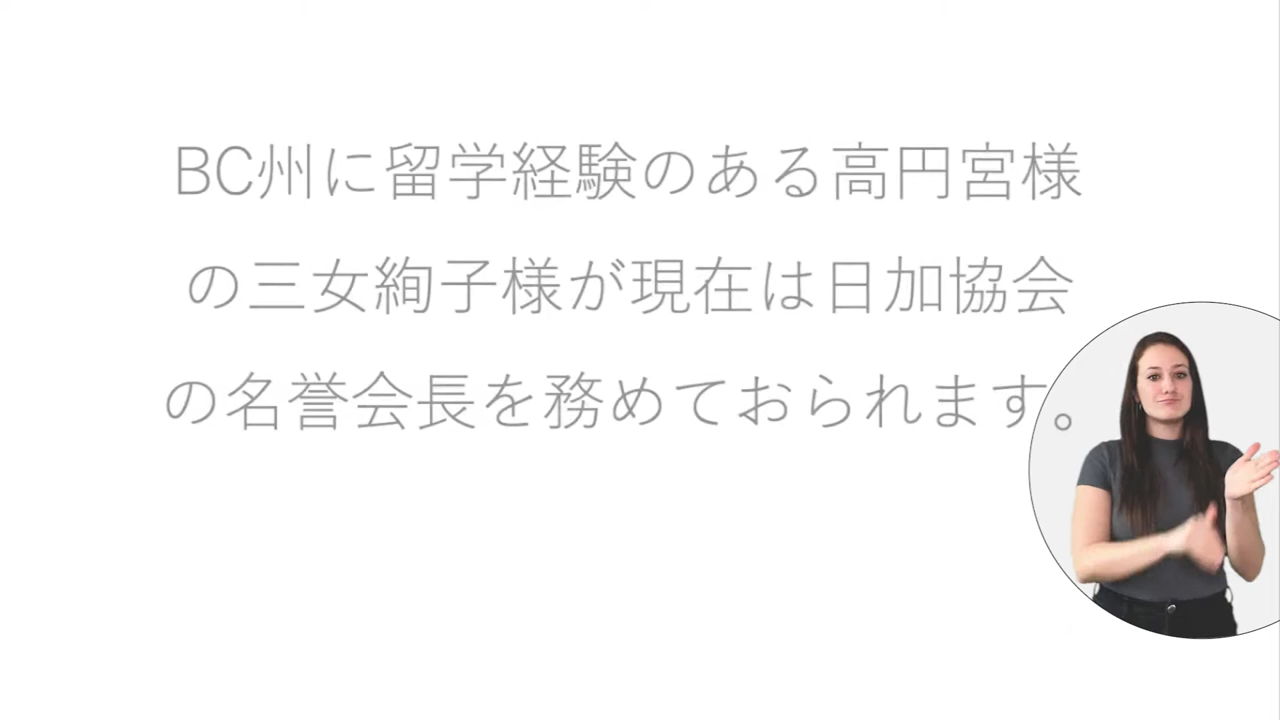 BC州に留学経験のある高円宮様
の三女絢子様が現在は日加協会
の名誉会長を務めておられます。